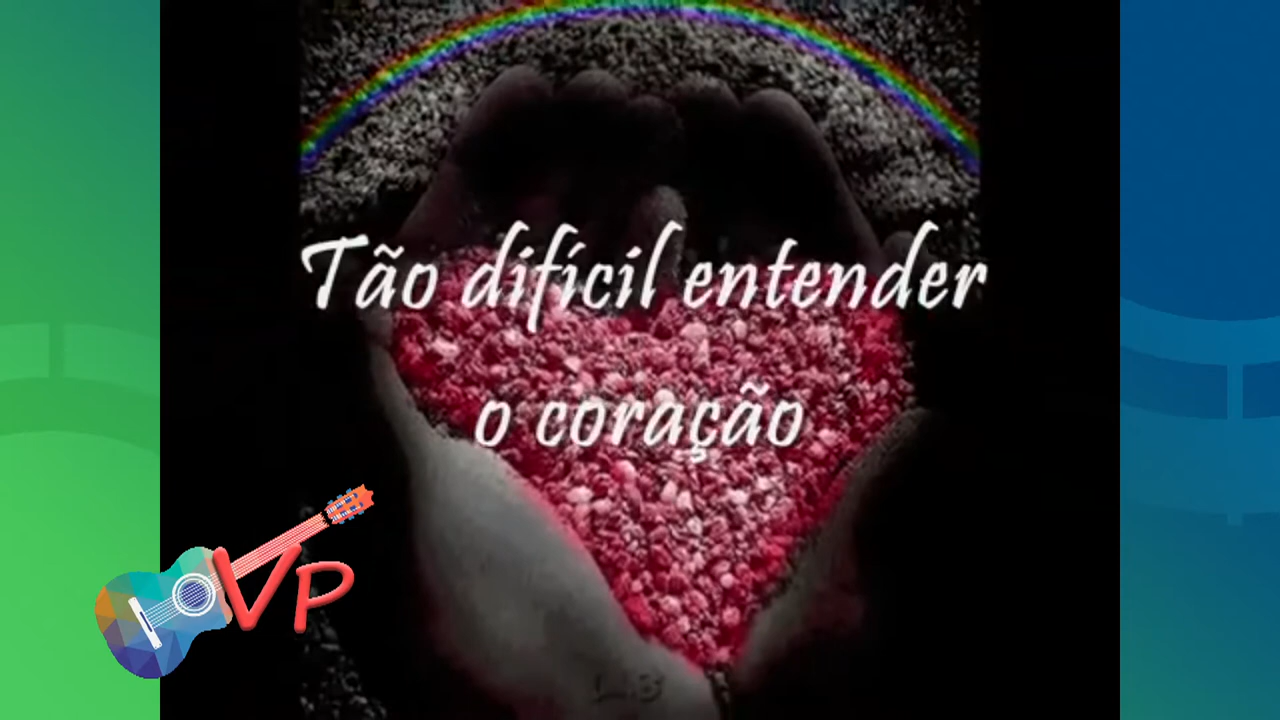 Tão difícil entender
o coração
VP